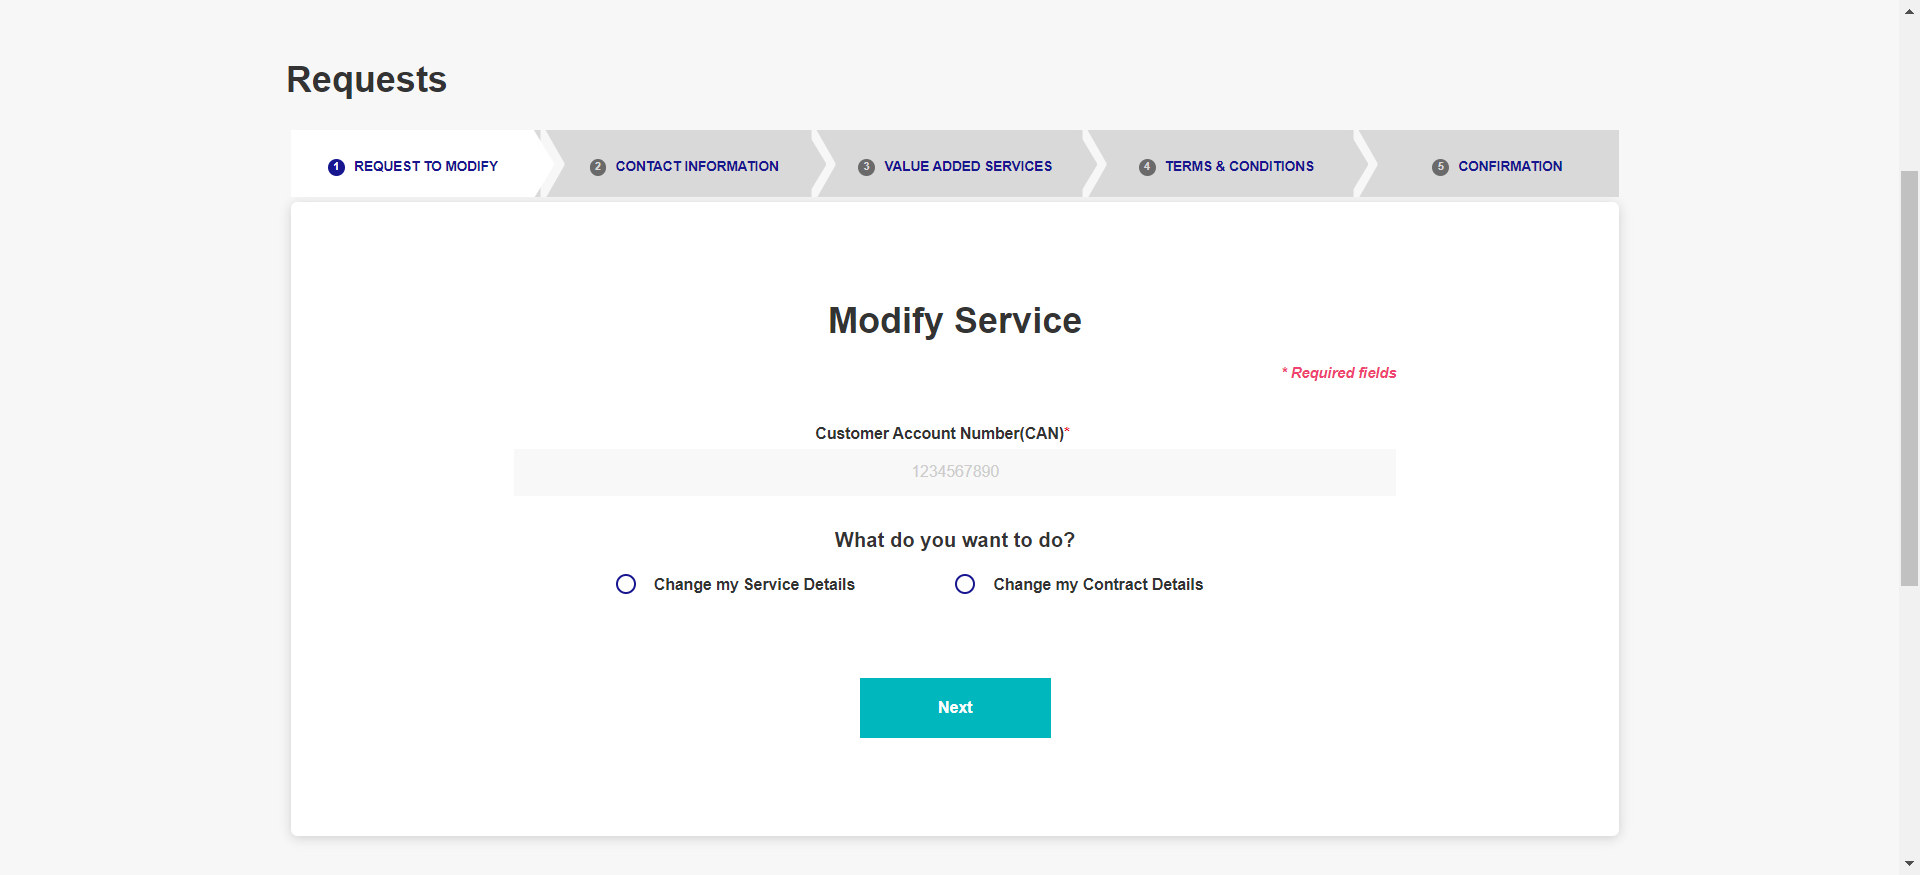 Requests
1 REQUEST TO MODIFY
2 CONTACT INFORMATION
3 VALUE ADDED SERVICES
4 TERMS & CONDITIONS
5 CONFIRMATION
Modify Service
* Required fields
Customer Account Number(CAN)*
1234567890
What do you want to do?
Change my Service Details
Change my Contract Details
Next